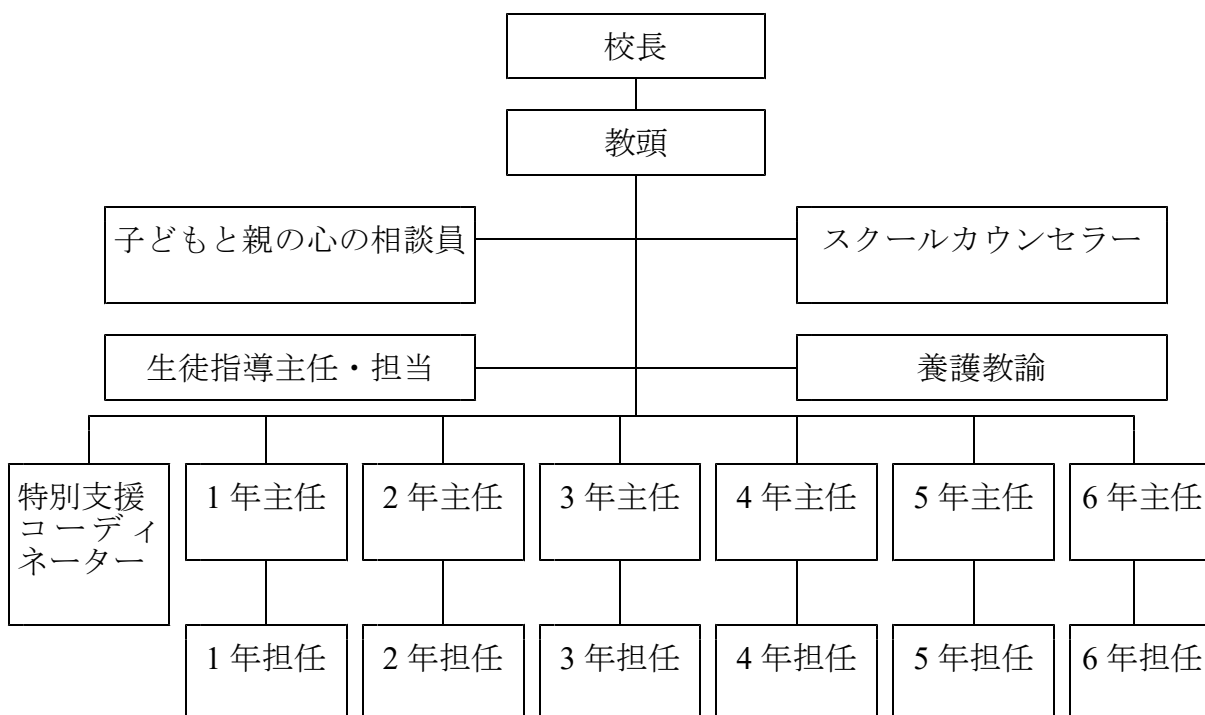 校長
教頭
子どもと親の心の相談員
スクールカウンセラー
生徒指導主任・担当
養護教諭
特別支援
コーディ
ネーター
1 年主任
2 年主任
3 年主任
4 年主任
5 年主任
6 年主任
1 年担任
2 年担任
3 年担任
4 年担任
5 年担任
6 年担任